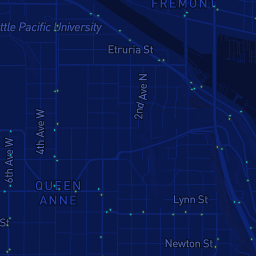 FREMONT
ttle Pacific University
Etruria St
2nd Ave N
4th Ave W
6th Ave W
QUEEN
ANNE
Lynn St
S
Newton St